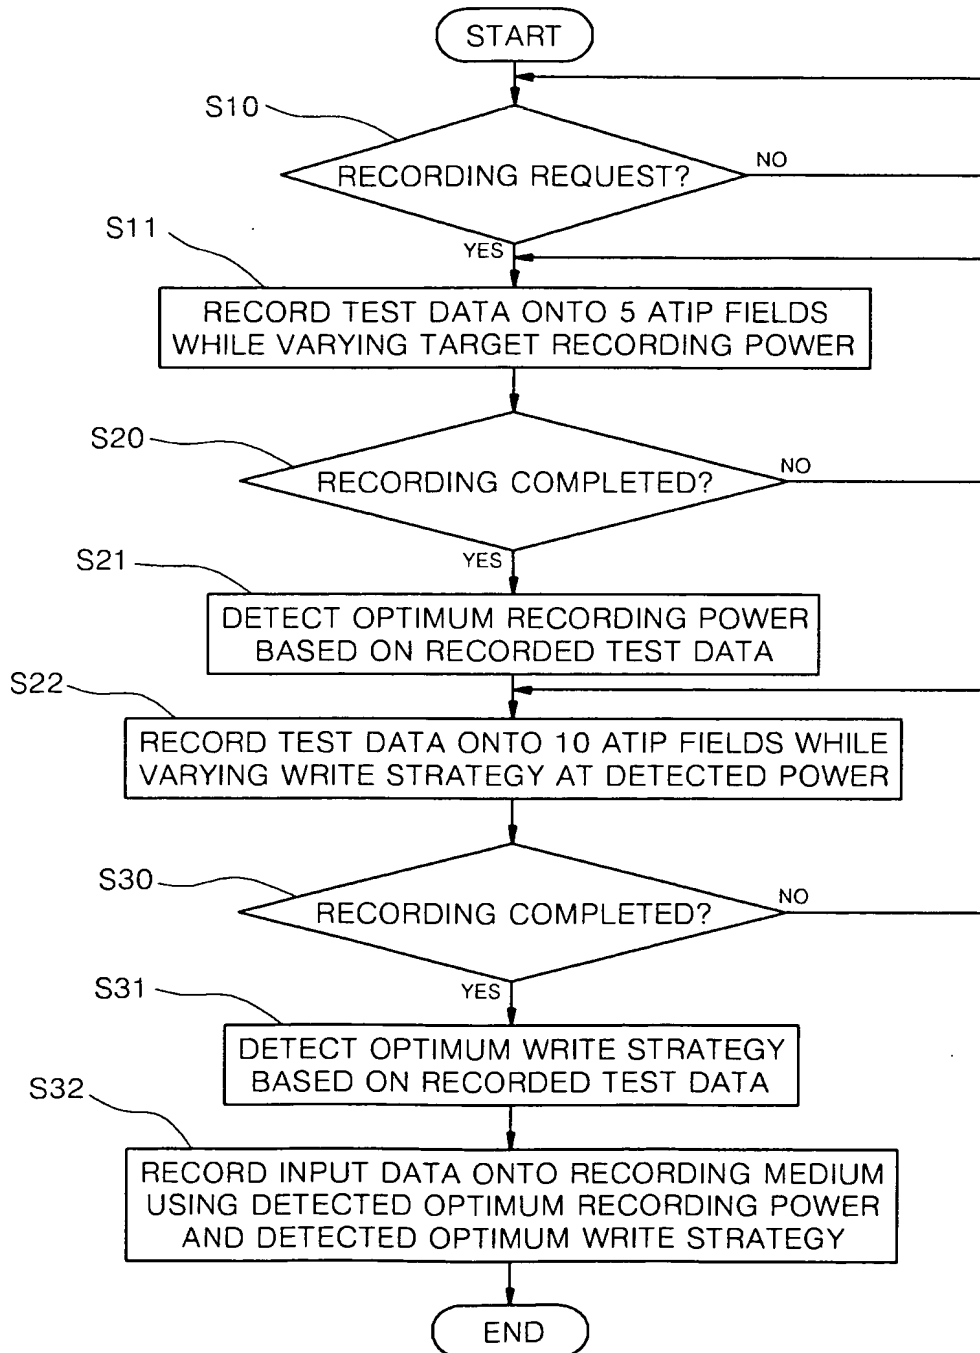 START
S10
RECORDING REQUEST?
NO
S11
YES
RECORD TEST DATA ONTO 5 ATIP FIELDS
WHILE VARYING TARGET RECORDING POWER
S20
RECORDING COMPLETED?
NO
S21
YES
DETECT OPTIMUM RECORDING POWER
BASED ON RECORDED TEST DATA
S22
RECORD TEST DATA ONTO 10 ATIP FIELDS WHILE
VARYING WRITE STRATEGY AT DETECTED POWER
S30
RECORDING COMPLETED?
NO
S31
YES
DETECT OPTIMUM WRITE STRATEGY
BASED ON RECORDED TEST DATA
S32
RECORD INPUT DATA ONTO RECORDING MEDIUM
USING DETECTED OPTIMUM RECORDING POWER
AND DETECTED OPTIMUM WRITE STRATEGY
END